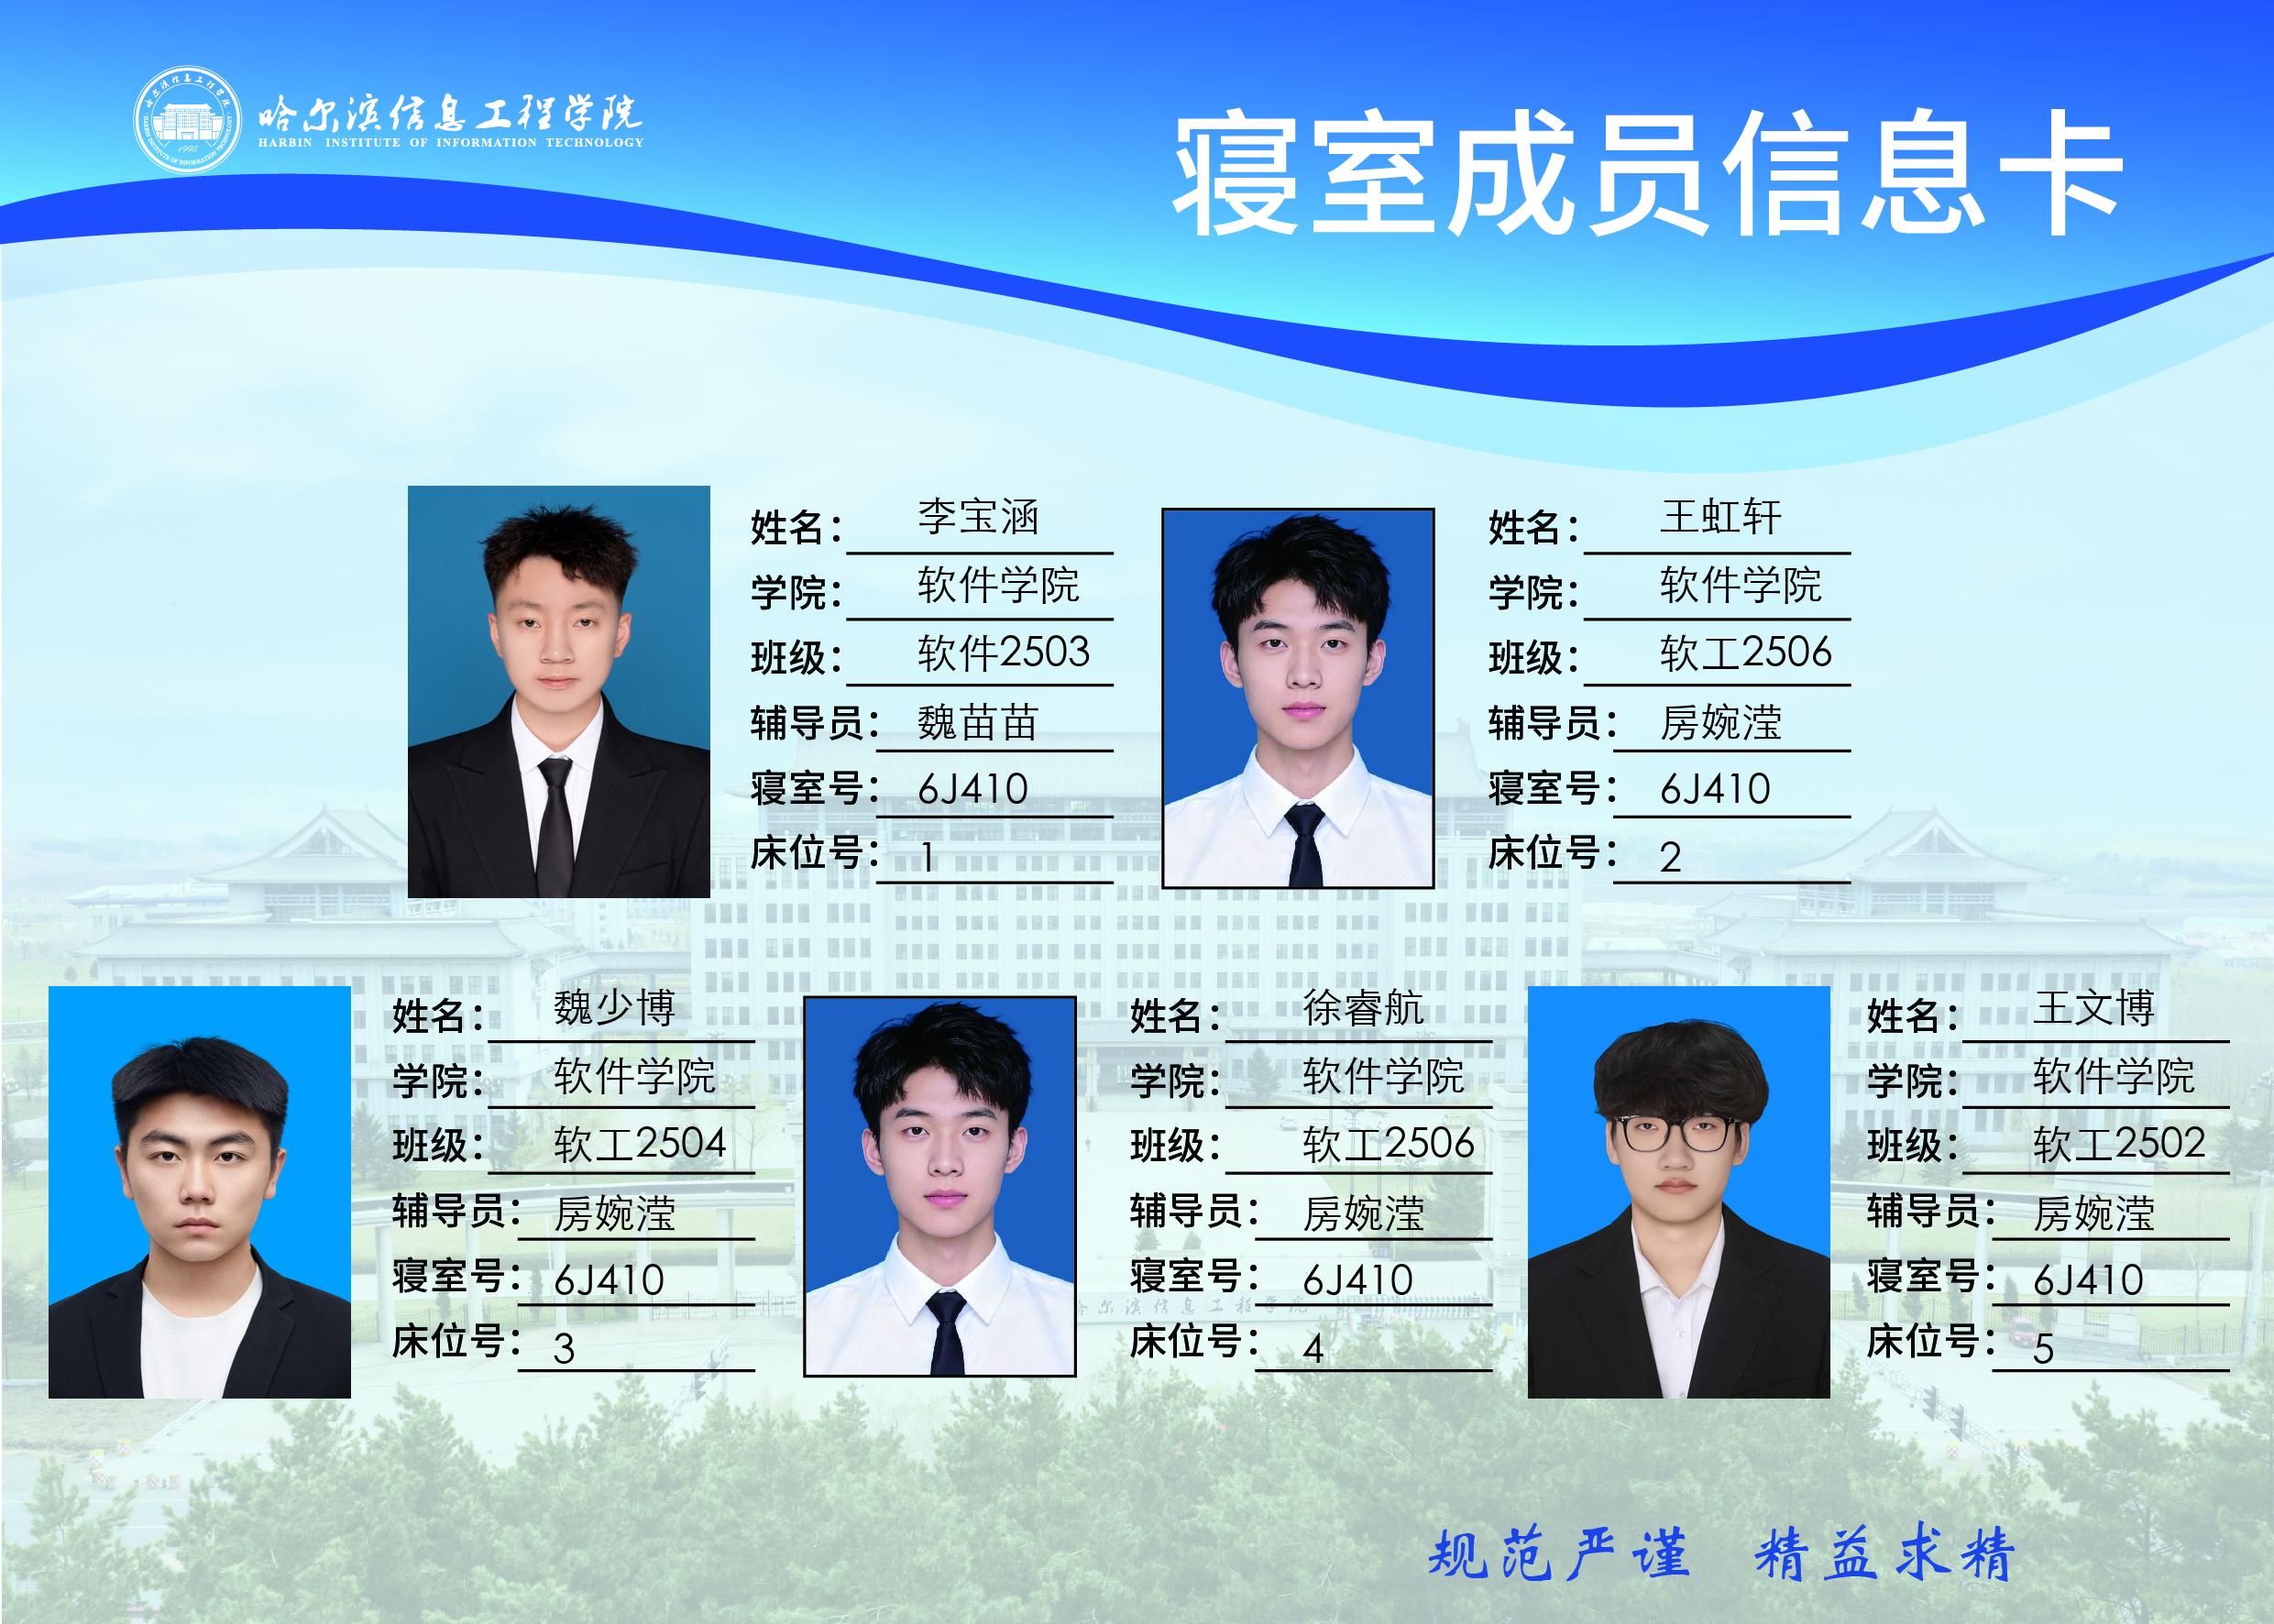 哈尔滨信息工程学院
HARBIN INSTITUTE OF INFORMATION TECHNOLOGY
1995
寝室成员信息卡
姓名: 李宝涵
学院: 软件学院
班级: 软件2503
辅导员: 魏苗苗
寝室号: 6J410
床位号: 1
姓名: 王虹轩
学院: 软件学院
班级: 软工2506
辅导员: 房婉滢
寝室号: 6J410
床位号: 2
姓名: 魏少博
学院: 软件学院
班级: 软工2504
辅导员: 房婉滢
寝室号: 6J410
床位号: 3
姓名: 徐睿航
学院: 软件学院
班级: 软工2506
辅导员: 房婉滢
寝室号: 6J410
床位号: 4
姓名: 王文博
学院: 软件学院
班级: 软工2502
辅导员: 房婉滢
寝室号: 6J410
床位号: 5
哈尔滨信息工程学院
规范严谨 精益求精